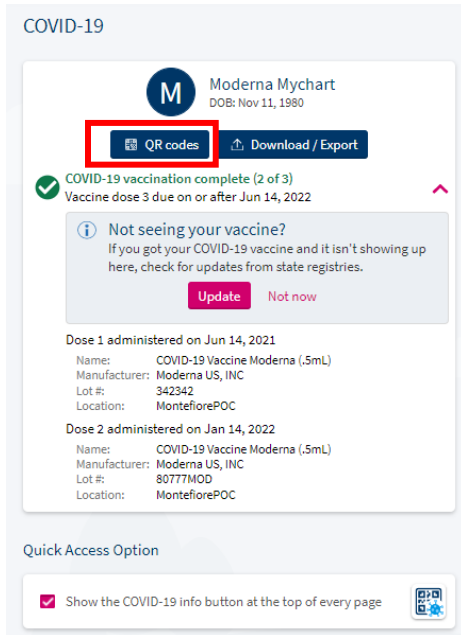 COVID-19
M
Moderna Mychart
DOB: Nov 11, 1980
QR codes
Download / Export
COVID-19 vaccination complete (2 of 3)
Vaccine dose 3 due on or after Jun 14, 2022
Not seeing your vaccine?
If you got your COVID-19 vaccine and it isn't showing up
here, check for updates from state registries.
Update Not now
Dose 1 administered on Jun 14, 2021
Name: COVID-19 Vaccine Moderna (.5mL)
Manufacturer: Moderna US, INC
Lot #: 342342
Location: MontefiorePOC
Dose 2 administered on Jan 14, 2022
Name: COVID-19 Vaccine Moderna (.5mL)
Manufacturer: Moderna US, INC
Lot #: 80777MOD
Location: MontefiorePOC
Quick Access Option
Show the COVID-19 info button at the top of every page